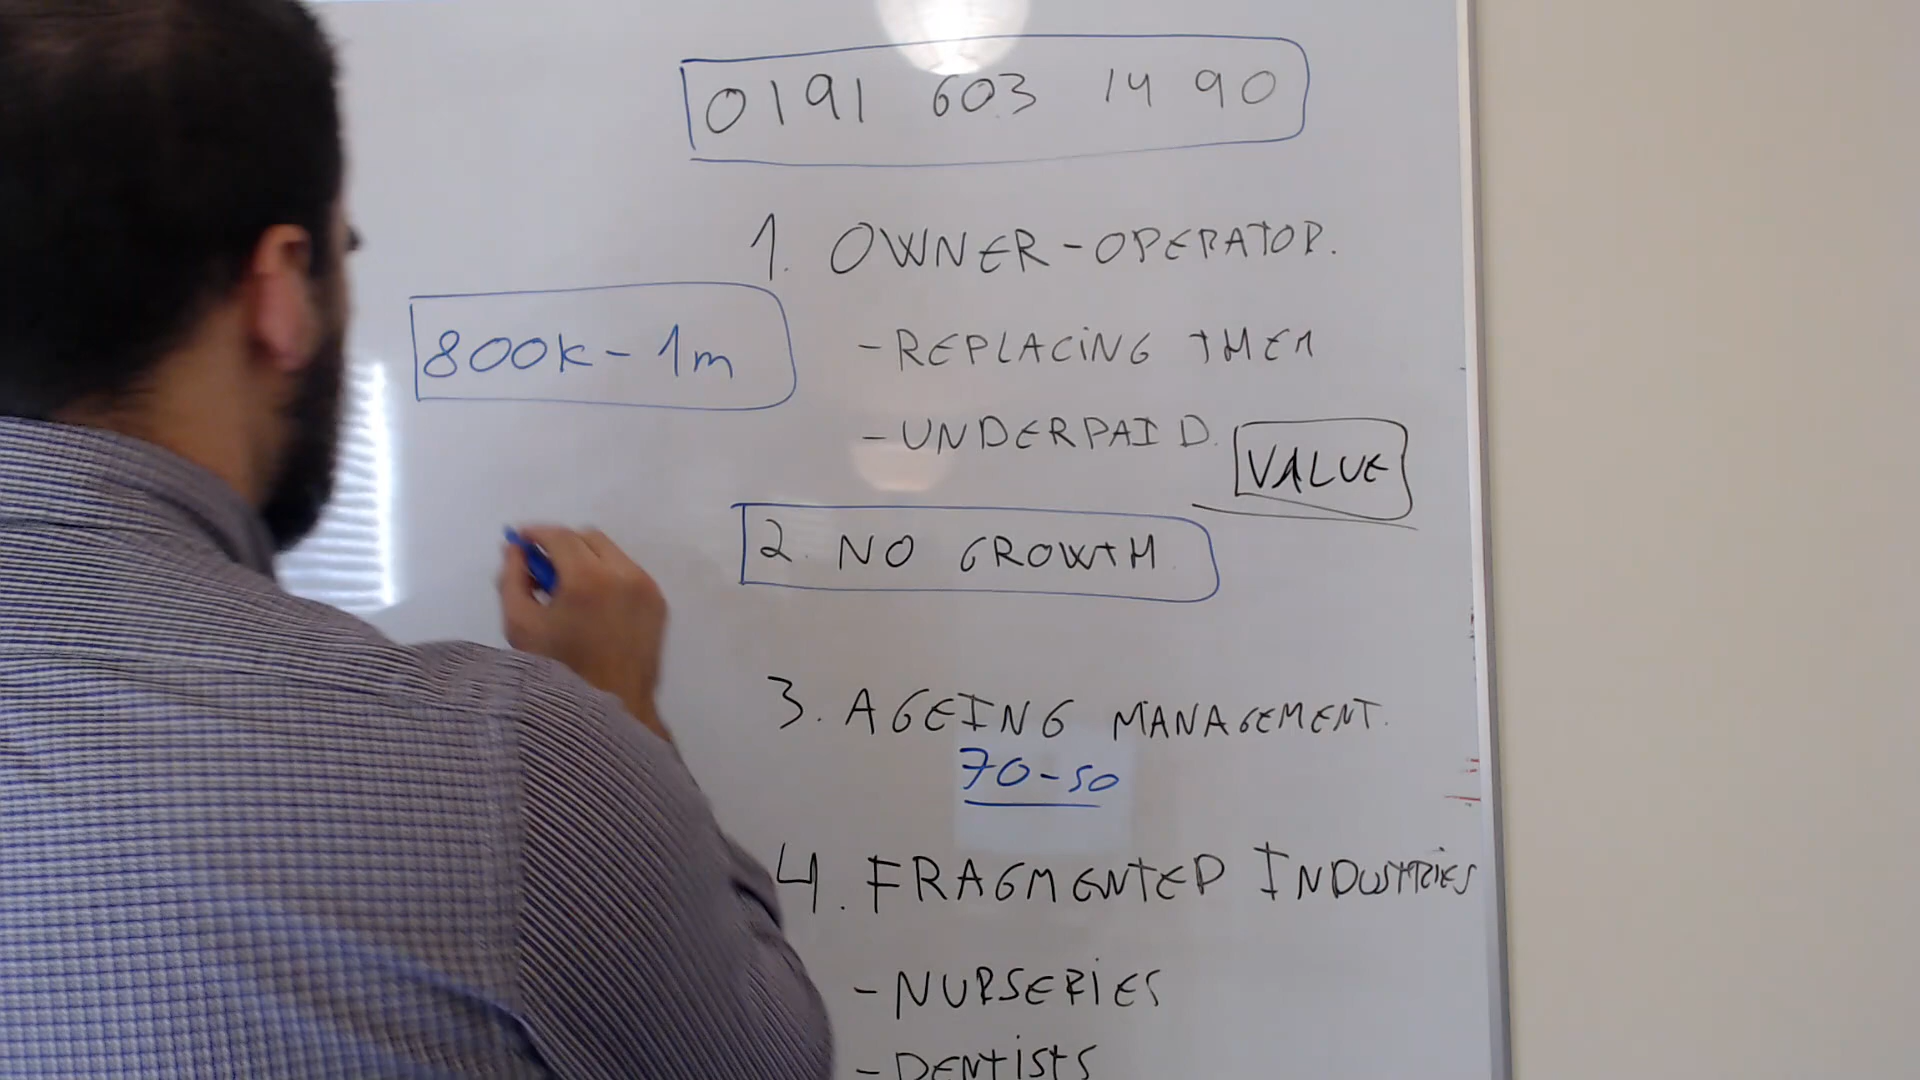 0191 603 14 90
1. OWNER-OPERATOR.
800K-1m
-REPLACING THEM
-UNDERPAID.
VALUE
2. NO GROWTH.
3. AGEING MANAGEMENT.
70-50
4. FRAGMENTED INDUSTRIES
-NURSERIES
-DENTISTS